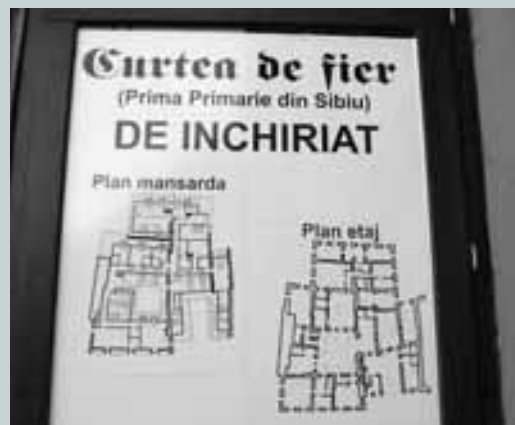 Curtea de fier
(Prima Primarie din Sibiu)
DE INCHIRIAT
Plan mansarda
Plan etaj